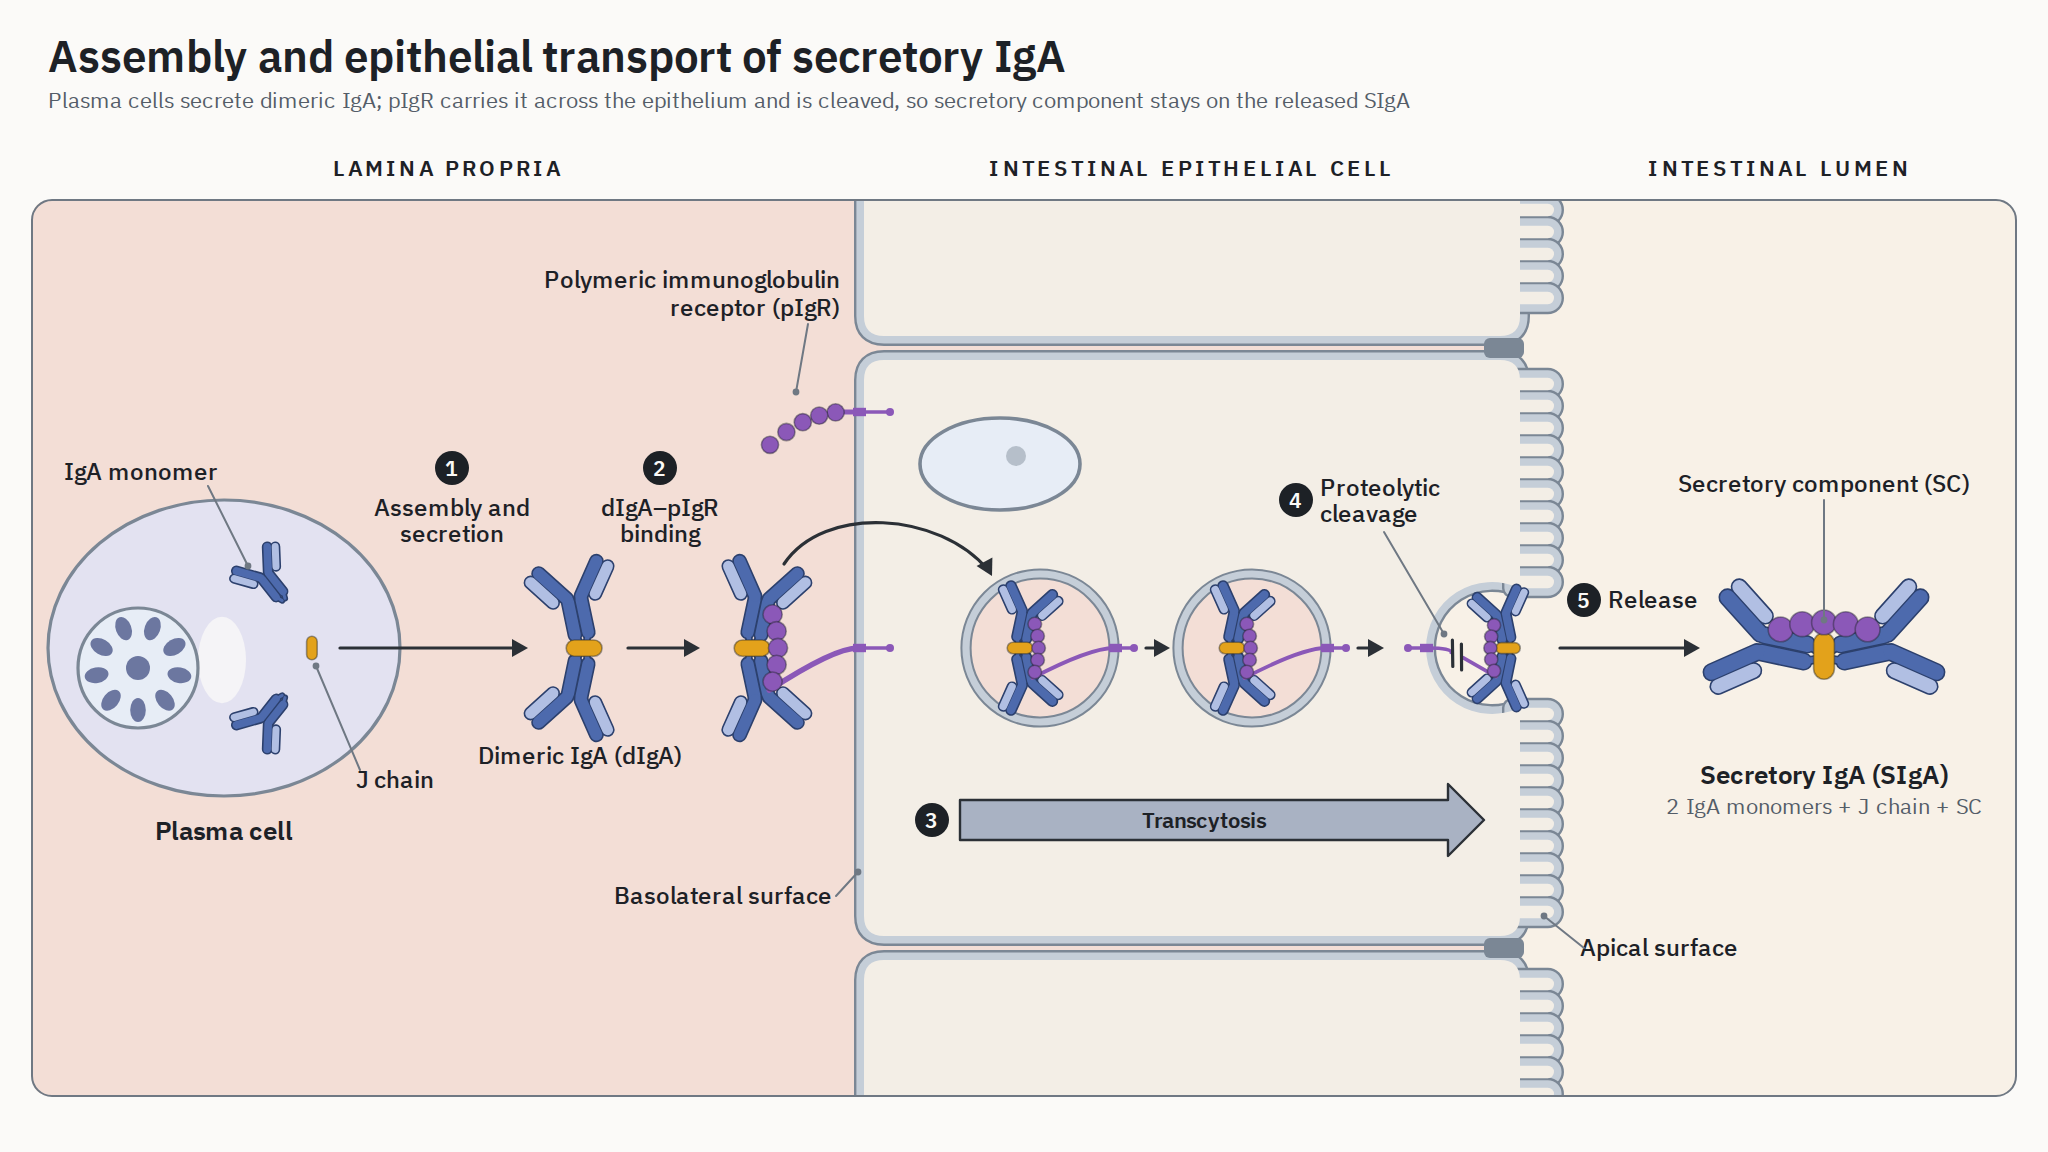 Assembly and epithelial transport of secretory IgA
Plasma cells secrete dimeric IgA; pIgR carries it across the epithelium and is cleaved, so secretory component stays on the released SIgA
LAMINA PROPRIA
INTESTINAL EPITHELIAL CELL
INTESTINAL LUMEN
Polymeric immunoglobulin
receptor (pIgR)
IgA monomer
1
Assembly and
secretion
2
dIgA–pIgR
binding
4
Proteolytic
cleavage
Secretory component (SC)
5 Release
Dimeric IgA (dIgA)
J chain
Plasma cell
Secretory IgA (SIgA)
2 IgA monomers + J chain + SC
3
Transcytosis
Basolateral surface
Apical surface